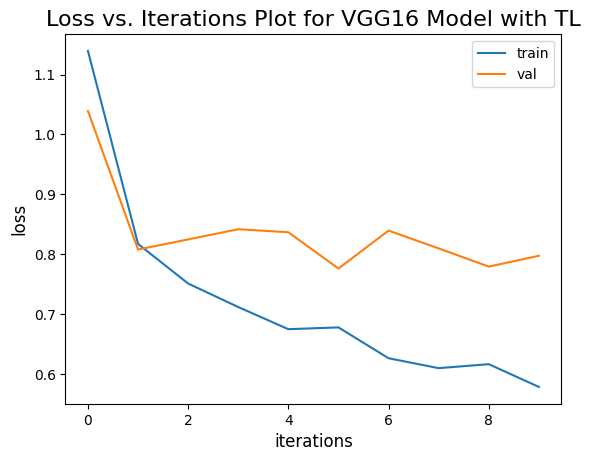 Loss vs. Iterations Plot for VGG16 Model with TL
train
val
1.1
1.0
0.9
0.8
0.7
0.6
loss
0
2
4
6
8
iterations